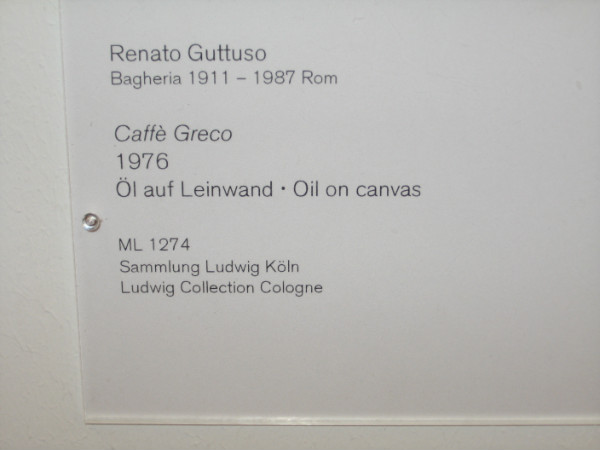 Renato Guttuso
Bagheria 1911 – 1987 Rom
Caffè Greco
1976
Öl auf Leinwand · Oil on canvas
ML 1274
Sammlung Ludwig Köln
Ludwig Collection Cologne